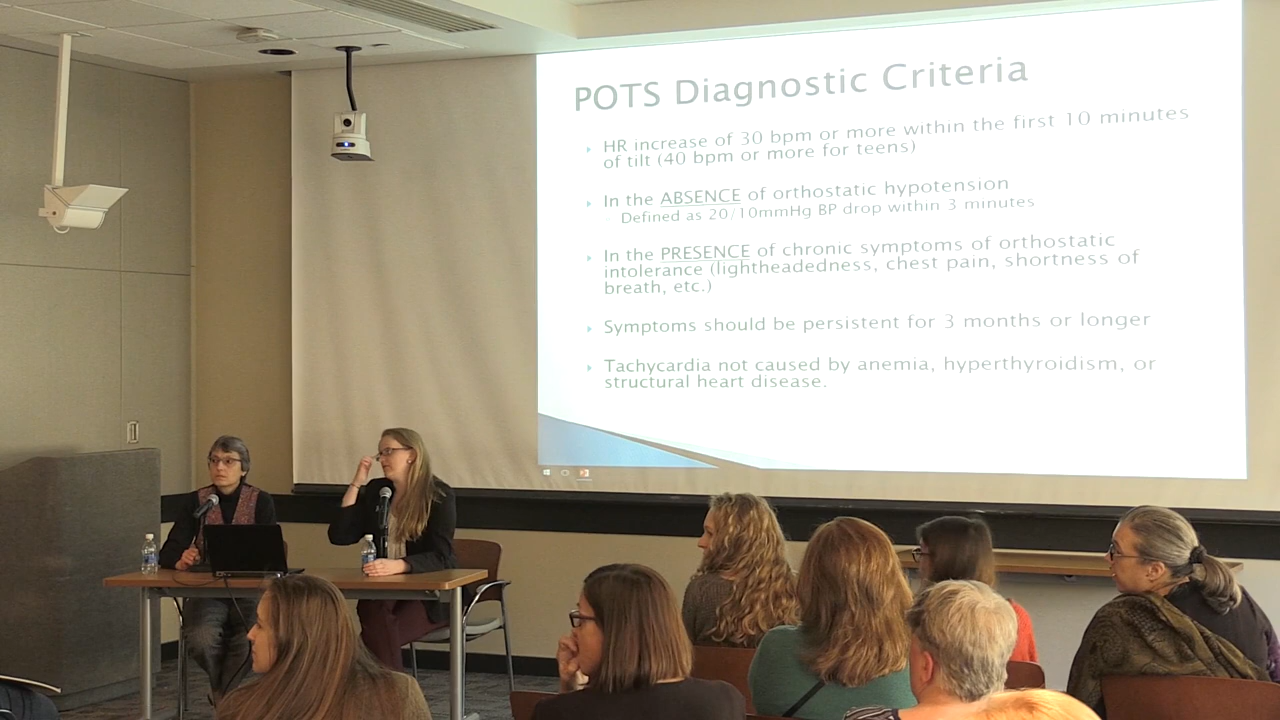 POTS Diagnostic Criteria
HR increase of 30 bpm or more within the first 10 minutes
of tilt (40 bpm or more for teens)
In the ABSENCE of orthostatic hypotension
Defined as 20/10mmHg BP drop within 3 minutes
In the PRESENCE of chronic symptoms of orthostatic
intolerance (lightheadedness, chest pain, shortness of
breath, etc.)
Symptoms should be persistent for 3 months or longer
Tachycardia not caused by anemia, hyperthyroidism, or
structural heart disease.